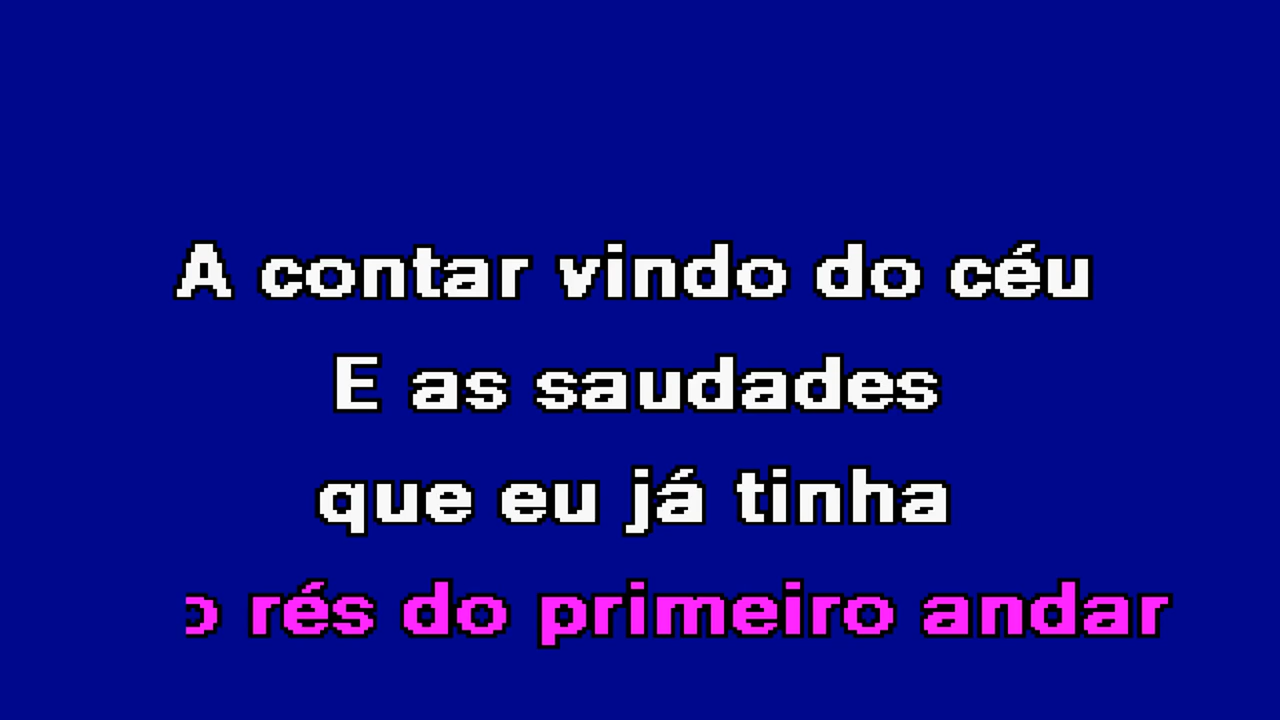 A contar vindo do céu
E as saudades
que eu já tinha
rés do primeiro andar